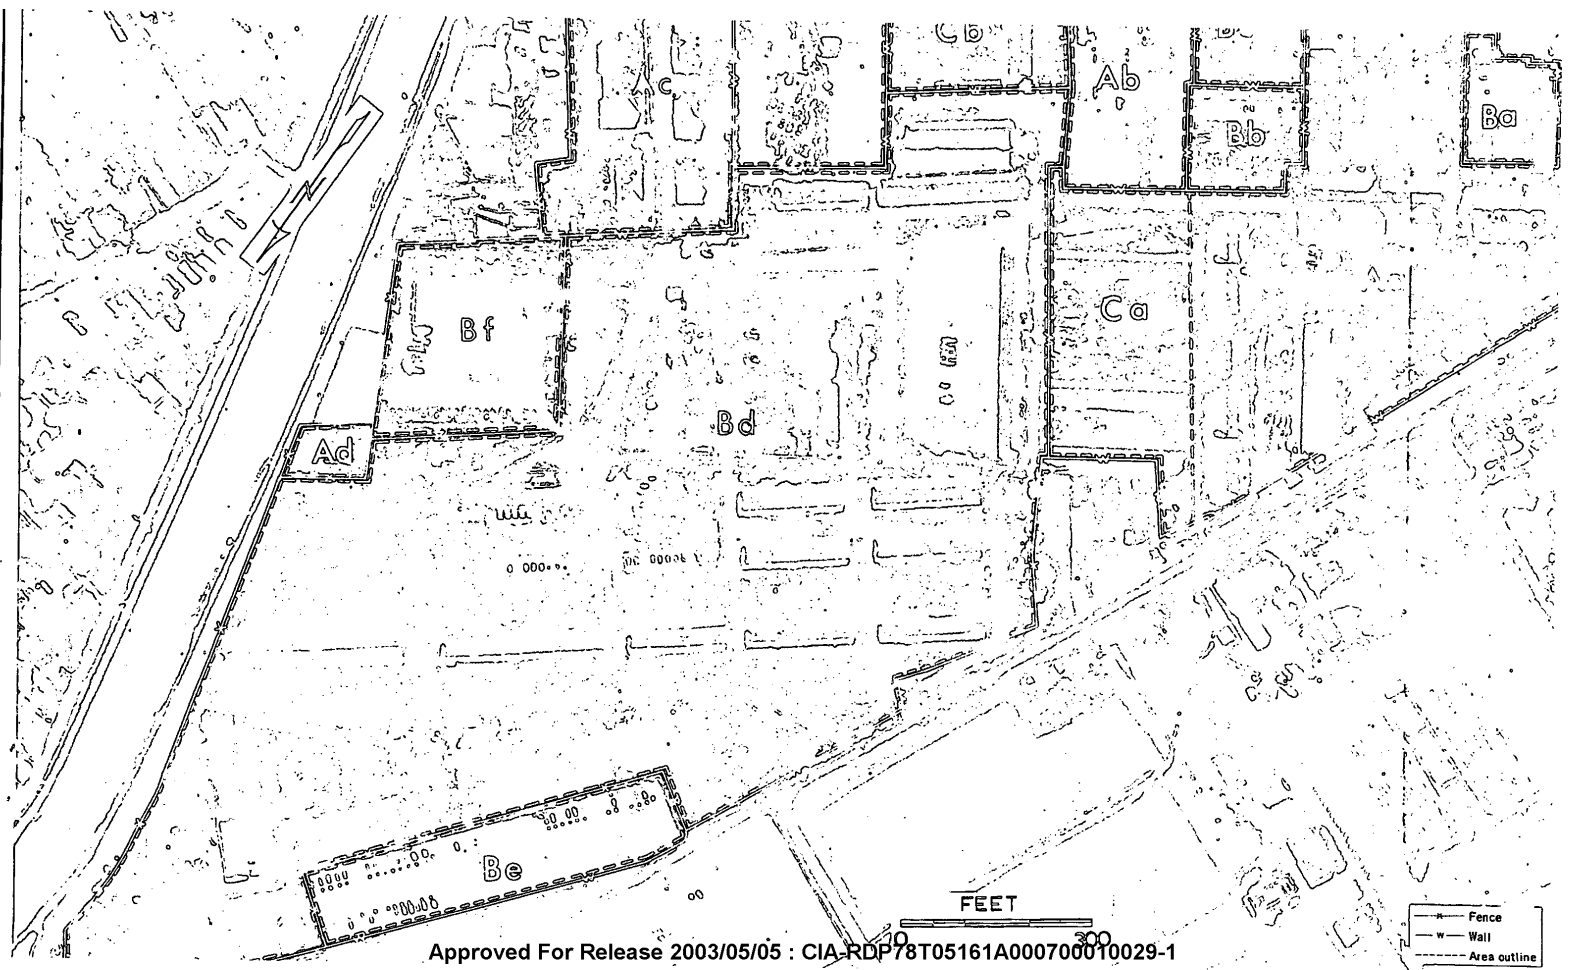 Cb
Ac
Ab
Bb
Ba
Ca
Bf
Bd
Ad
Be
FEET
0 300
Fence
W Wall
Area outline
Approved For Release 2003/05/05 : CIA-RDP78T05161A000700010029-1